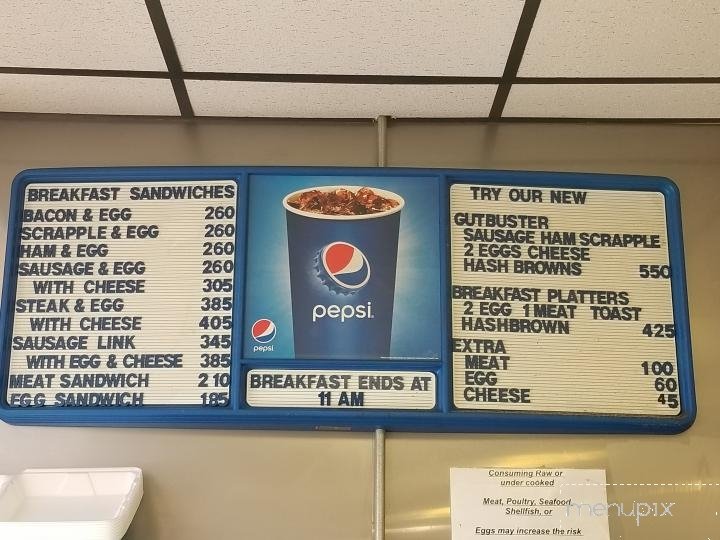 BREAKFAST SANDWICHES
BACON & EGG 260
SCRAPPLE & EGG 260
HAM & EGG 260
SAUSAGE & EGG 260
WITH CHEESE 305
STEAK & EGG 385
WITH CHEESE 405
SAUSAGE LINK 345
WITH EGG & CHEESE 385
MEAT SANDWICH 210
EGG SANDWICH 185
pepsi
pepsi
BREAKFAST ENDS AT
11 AM
TRY OUR NEW
GUTBUSTER
SAUSAGE HAM SCRAPPLE
2 EGGS CHEESE
HASH BROWNS 550
BREAKFAST PLATTERS
2 EGG 1 MEAT TOAST
HASHBROWN 425
EXTRA
MEAT 100
EGG 60
CHEESE 45
Consuming Raw or
under cooked
Meat, Poultry, Seafood,
Shellfish, or
Eggs may increase the risk
menupix